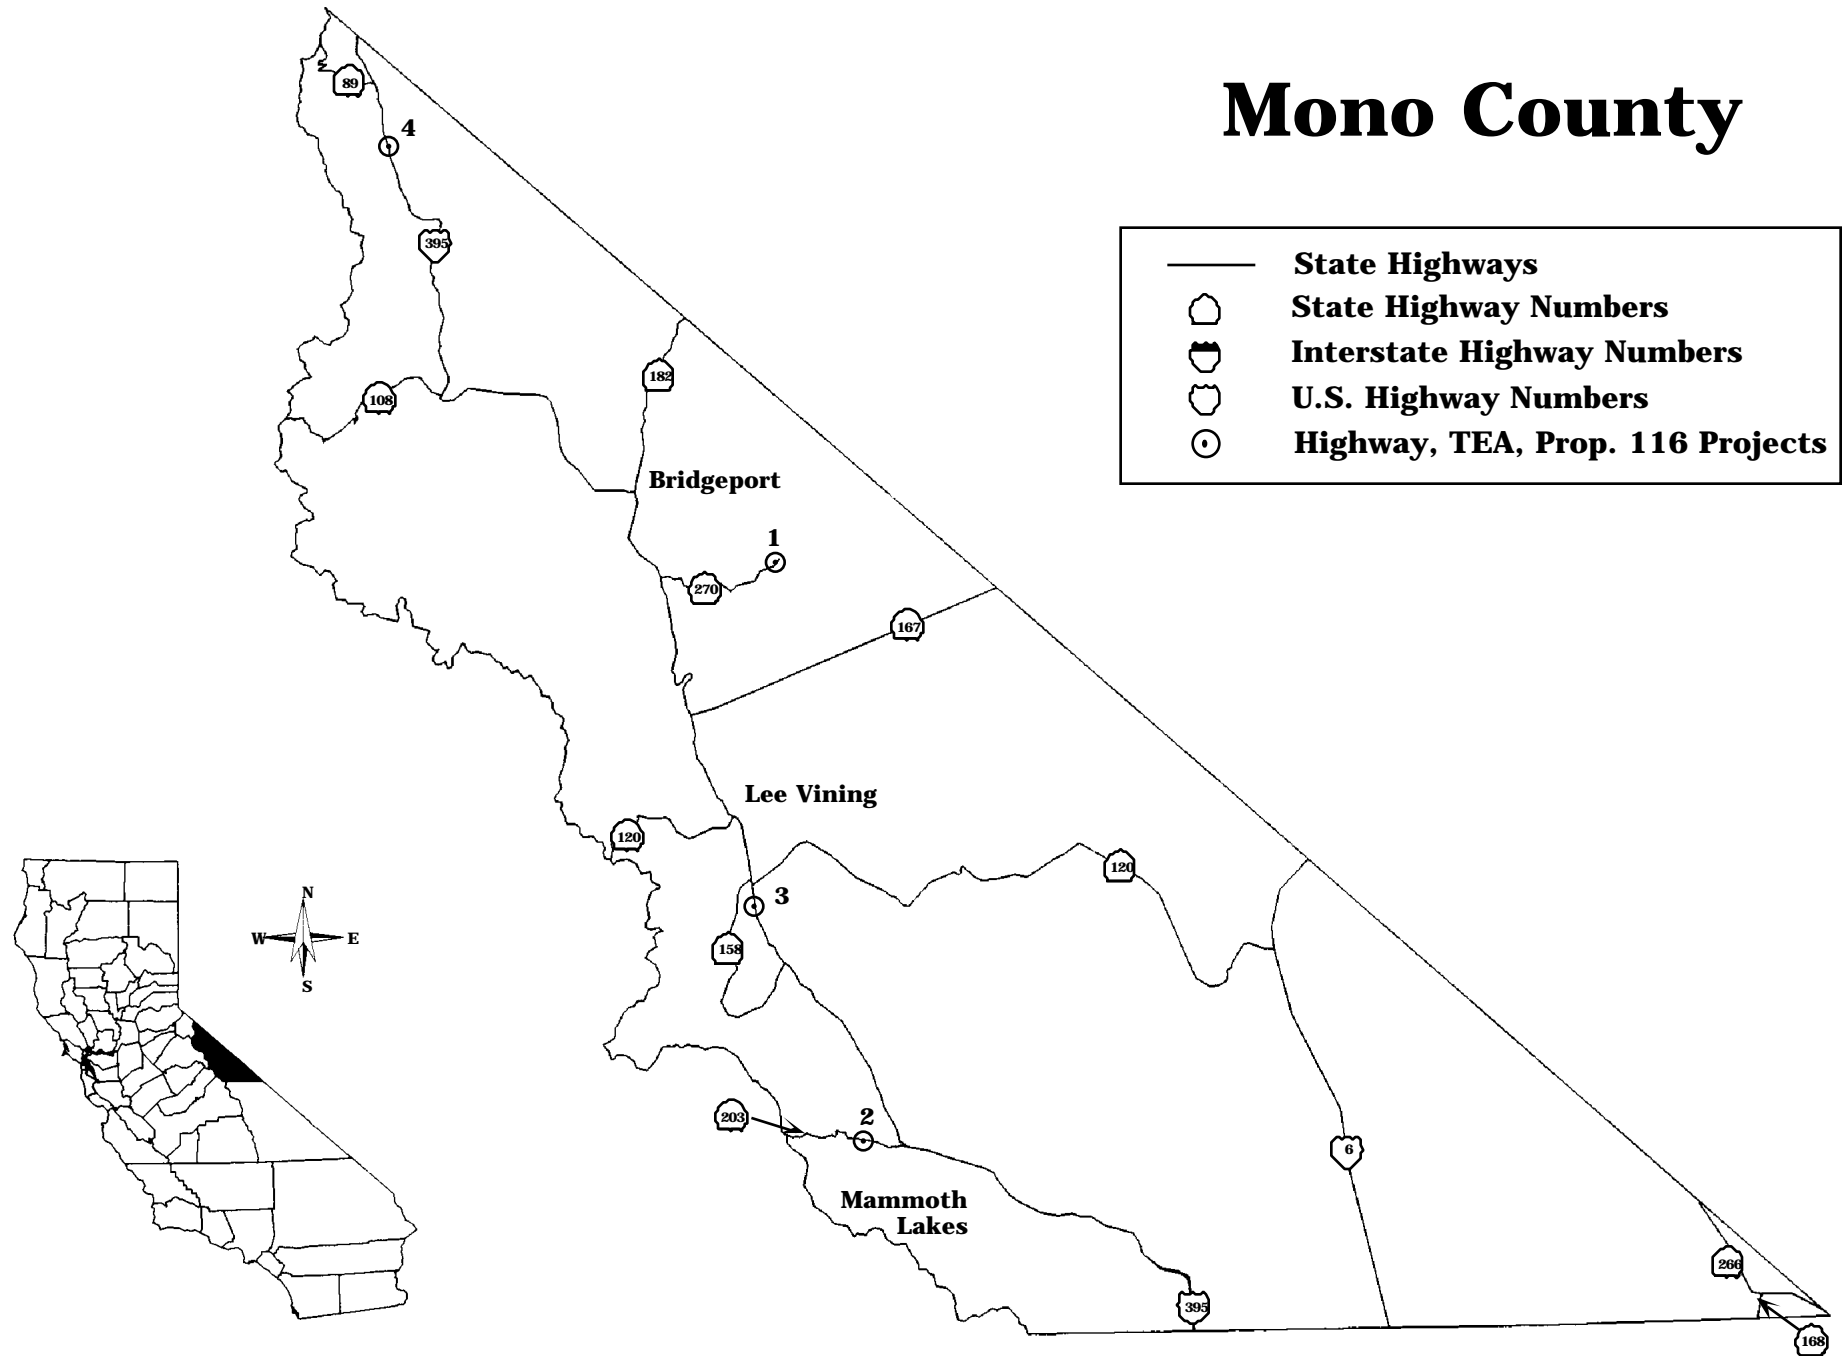 Mono County
State Highways
State Highway Numbers
Interstate Highway Numbers
U.S. Highway Numbers
Highway, TEA, Prop. 116 Projects
89
4
395
182
108
Bridgeport
1
270
167
Lee Vining
120
120
3
158
N
W E
S
203
2
6
Mammoth
Lakes
266
395
168